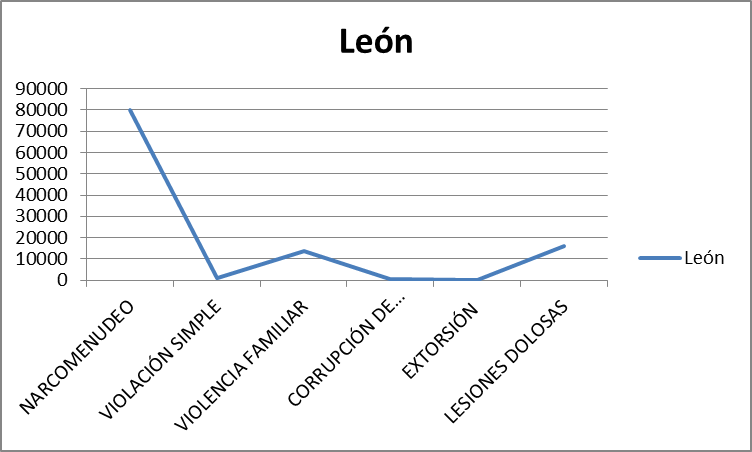 León
90000
80000
70000
60000
50000
40000
30000
20000
10000
0
NARCOMENUDEO
VIOLACIÓN SIMPLE
VIOLENCIA FAMILIAR
CORRUPCIÓN DE...
EXTORSIÓN
LESIONES DOLOSAS
León